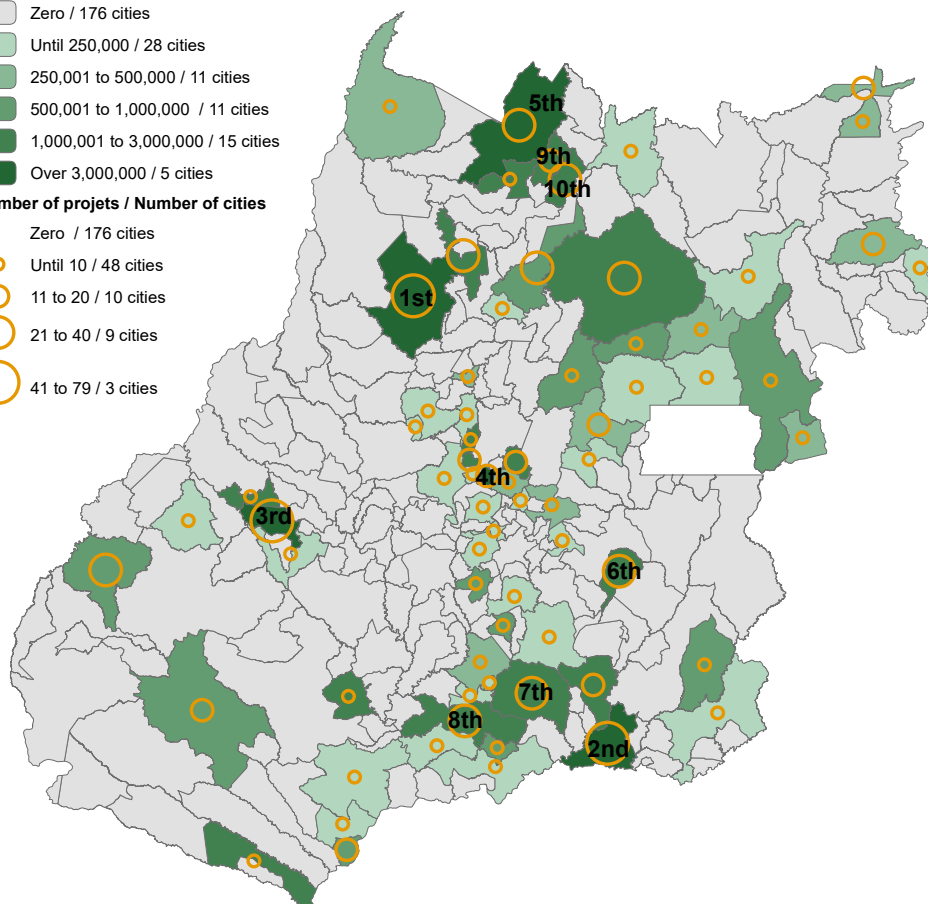 Zero / 176 cities
Until 250,000 / 28 cities
250,001 to 500,000 / 11 cities
500,001 to 1,000,000 / 11 cities
1,000,001 to 3,000,000 / 15 cities
Over 3,000,000 / 5 cities
mber of projets / Number of cities
Zero / 176 cities
Until 10 / 48 cities
11 to 20 / 10 cities
21 to 40 / 9 cities
41 to 79 / 3 cities
5th
9th
10th
1st
4th
3rd
6th
7th
8th
2nd